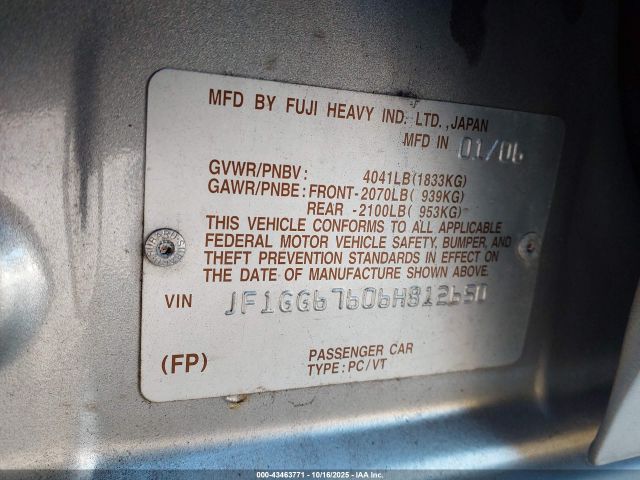 MFD BY FUJI HEAVY IND. LTD., JAPAN
MFD IN 01/06
GVWR/PNBV: 4041LB(1833KG)
GAWR/PNBE: FRONT-2070LB( 939KG)
REAR -2100LB( 953KG)
THIS VEHICLE CONFORMS TO ALL APPLICABLE
FEDERAL MOTOR VEHICLE SAFETY, BUMPER, AND
THEFT PREVENTION STANDARDS IN EFFECT ON
THE DATE OF MANUFACTURE SHOWN ABOVE.
VIN JF1GG67606H812650
(FP) PASSENGER CAR
TYPE: PC/VT
000-43463771 - 10/16/2025 - IAA Corp.